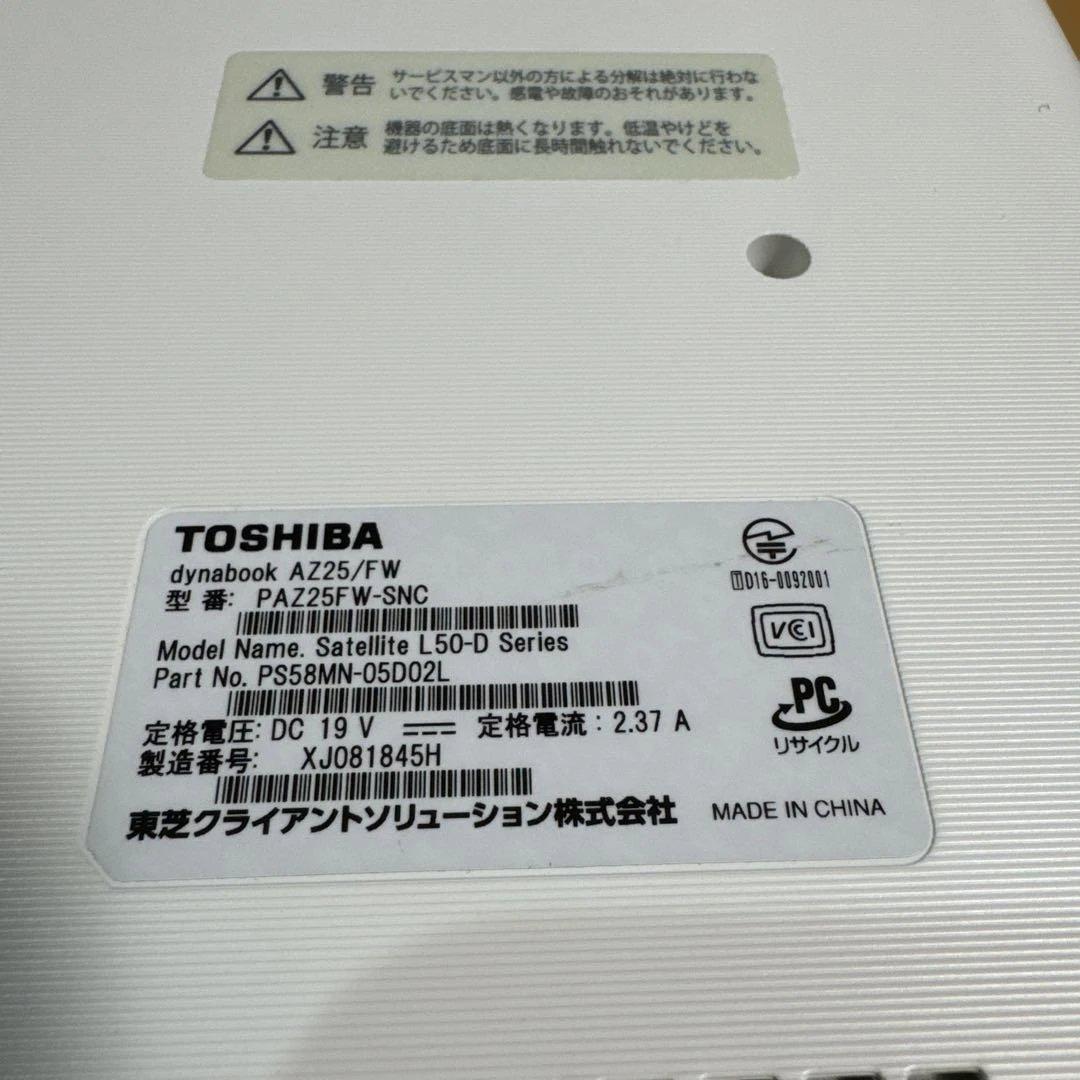 警告 サービスマン以外の方による分解は絶対に行わな
いでください。感電や故障のおそれがあります。
注意 機器の底面は熱くなります。低温やけどを
避けるため底面に長時間触れないでください。
TOSHIBA
dynabook AZ25/FW
型 番: PAZ25FW-SNC
Model Name. Satellite L50-D Series
Part No. PS58MN-05D02L
定格電圧: DC 19 V 定格電流 : 2.37 A
製造番号: XJ081845H
東芝クライアントソリューション株式会社
MADE IN CHINA
TD16-0092001
VCI
PC
リサイクル